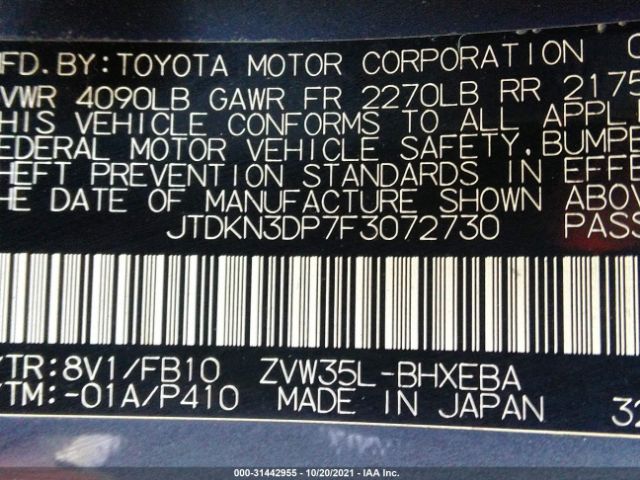 MFD. BY: TOYOTA MOTOR CORPORATION
GVWR 4090LB GAWR FR 2270LB RR 2175
THIS VEHICLE CONFORMS TO ALL APPL
FEDERAL MOTOR VEHICLE SAFETY, BUMPE
THEFT PREVENTION STANDARDS IN EFFE
THE DATE OF MANUFACTURE SHOWN ABOV
JTDKN3DP7F3072730 PASS
/TR: 8V1/FB10 ZVW35L-BHXEBA
/TM: -01A/P410 MADE IN JAPAN 32
000-31442955 - 10/20/2021 - IAA Inc.